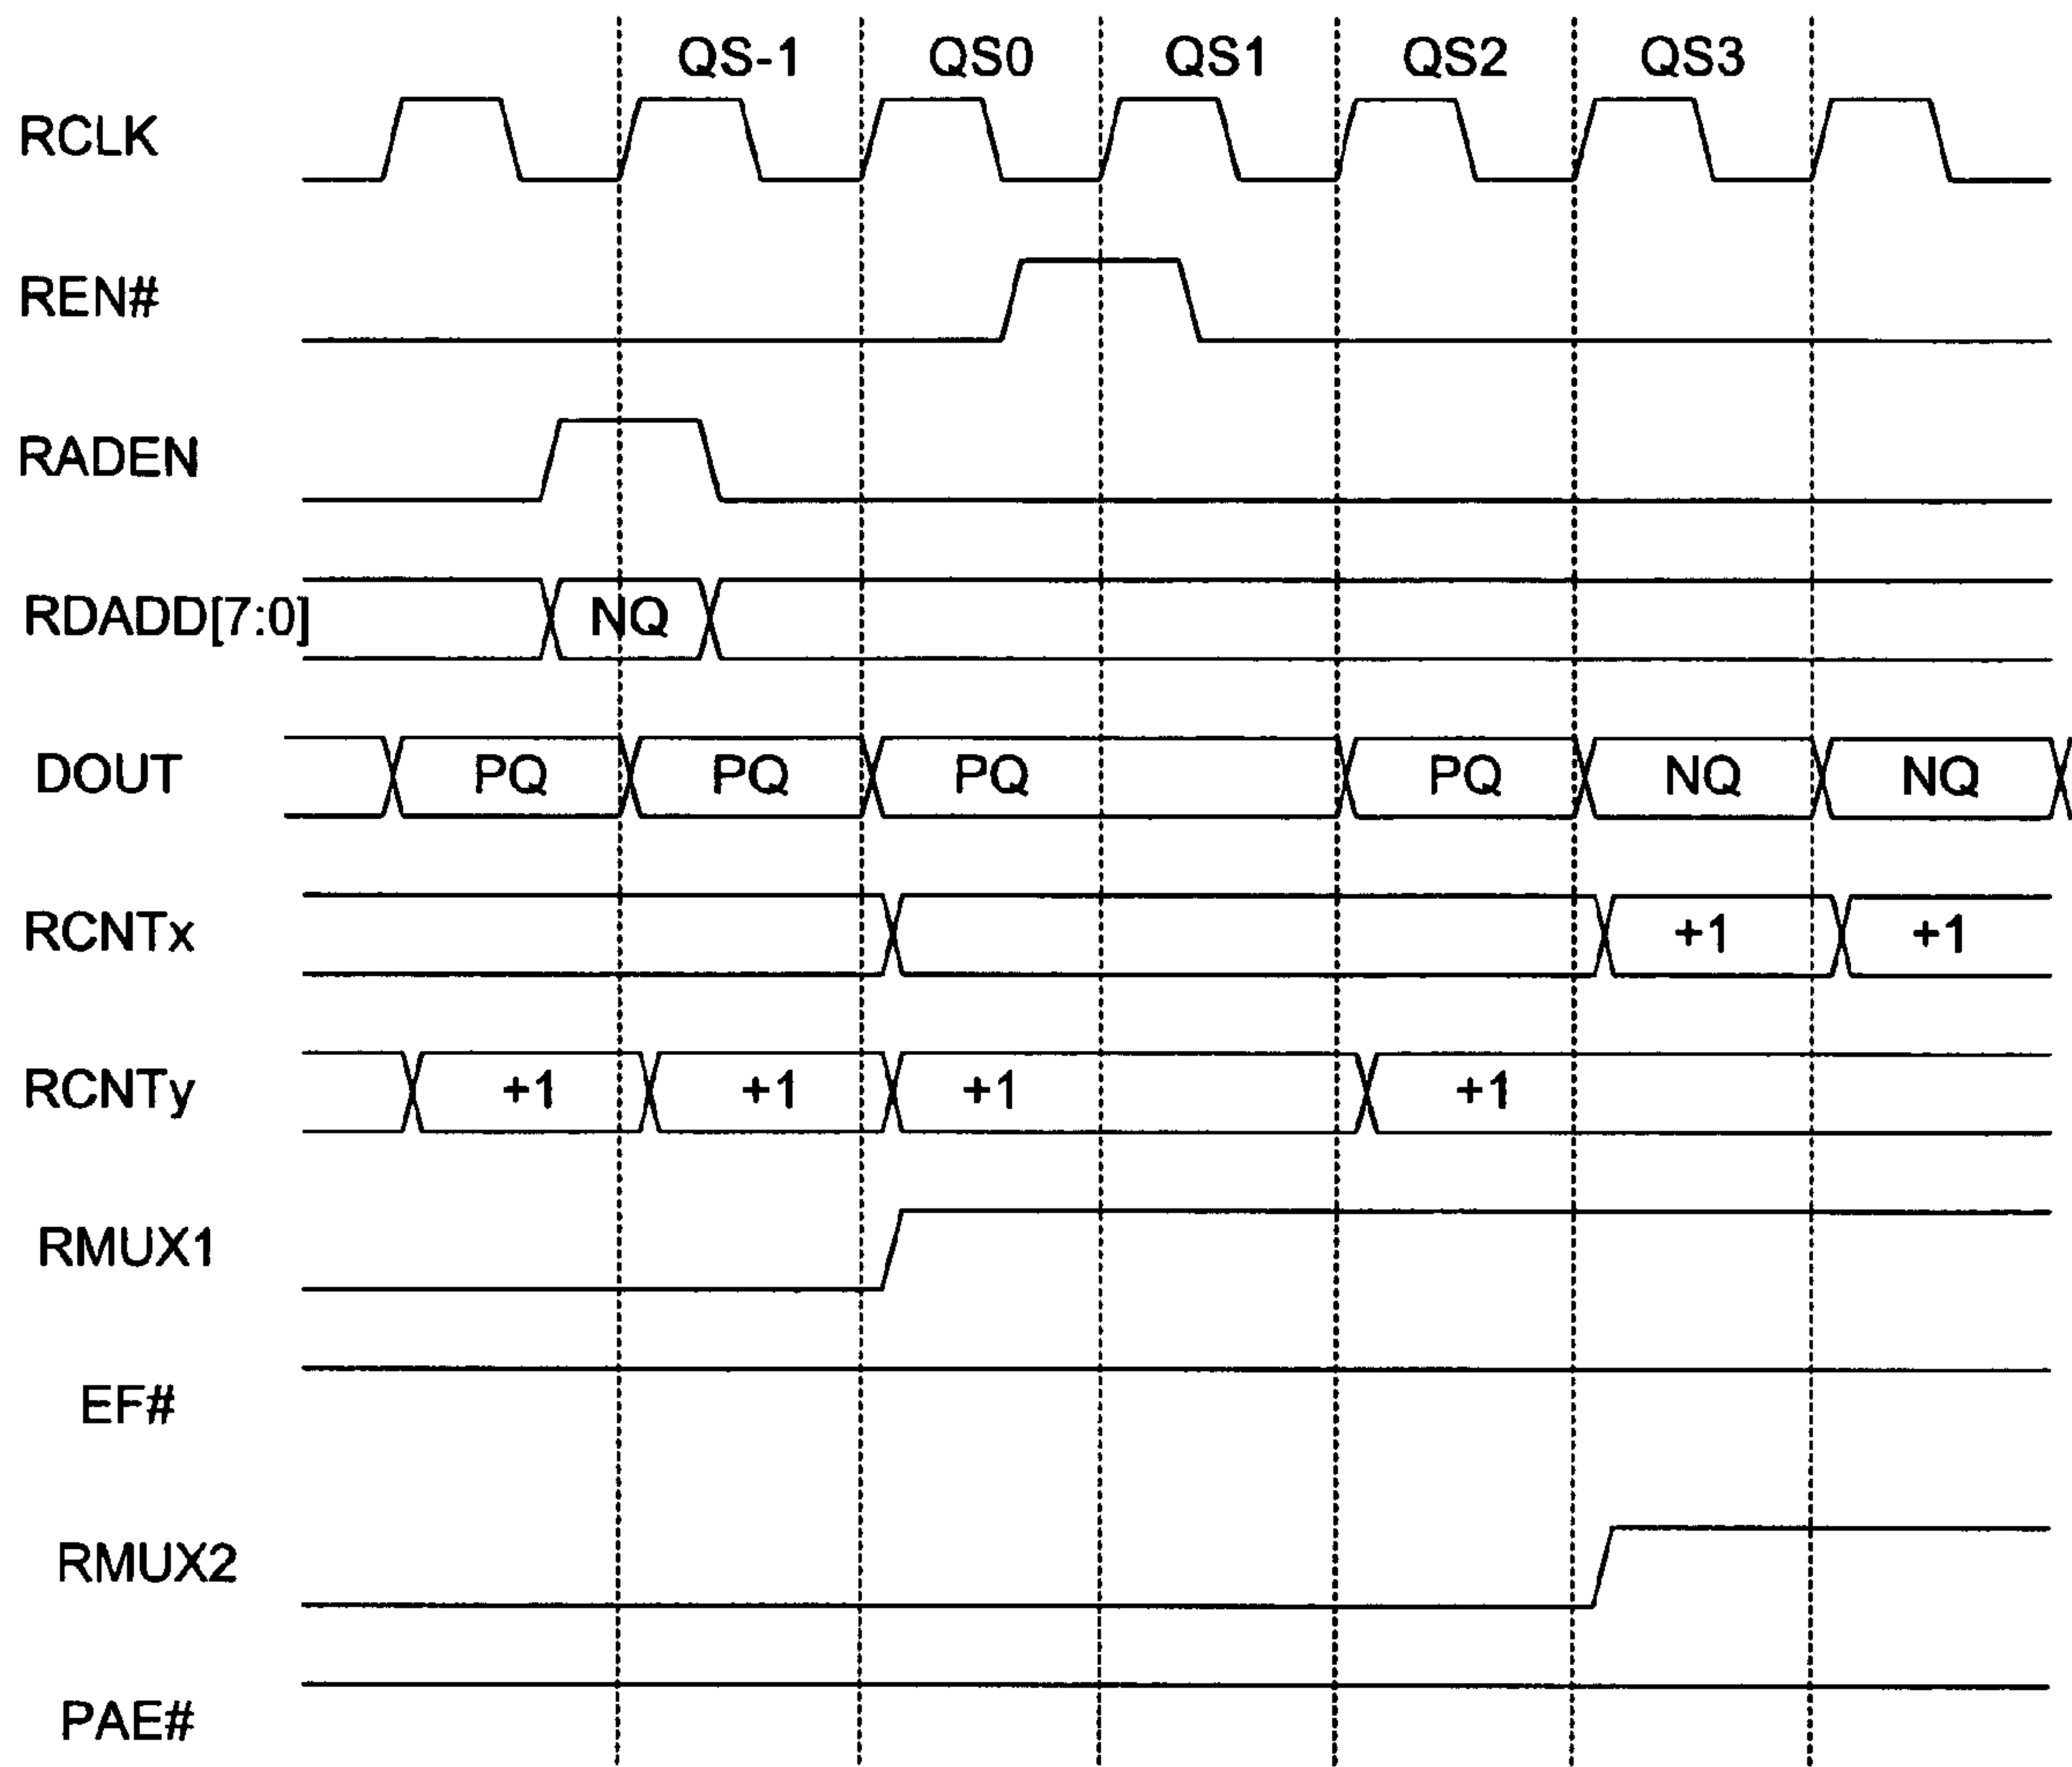 QS-1 QS0 QS1 QS2 QS3
RCLK
REN#
RADEN
RDADD[7:0] NQ
DOUT PQ PQ PQ PQ NQ NQ
RCNTx +1 +1
RCNTy +1 +1 +1 +1
RMUX1
EF#
RMUX2
PAE#